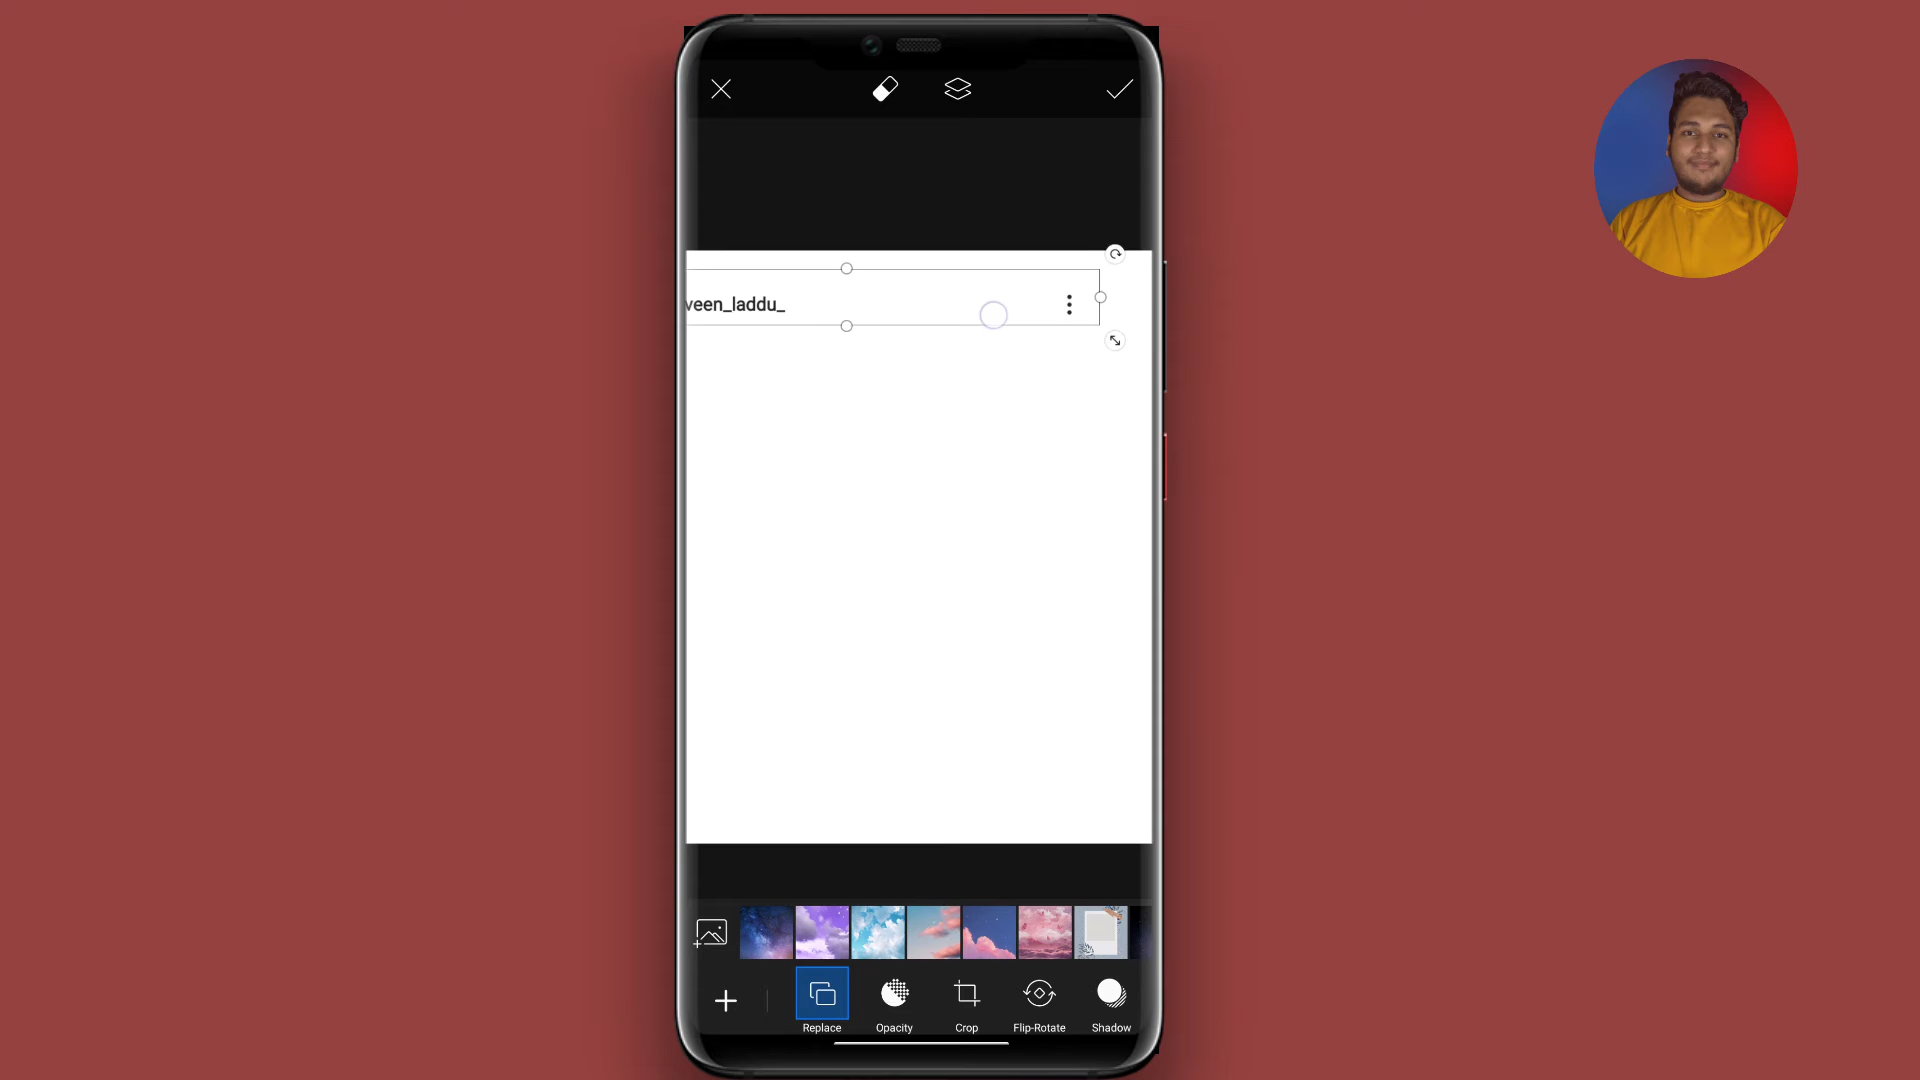 veen_laddu_
Replace
Opacity
Crop
Flip-Rotate
Shadow